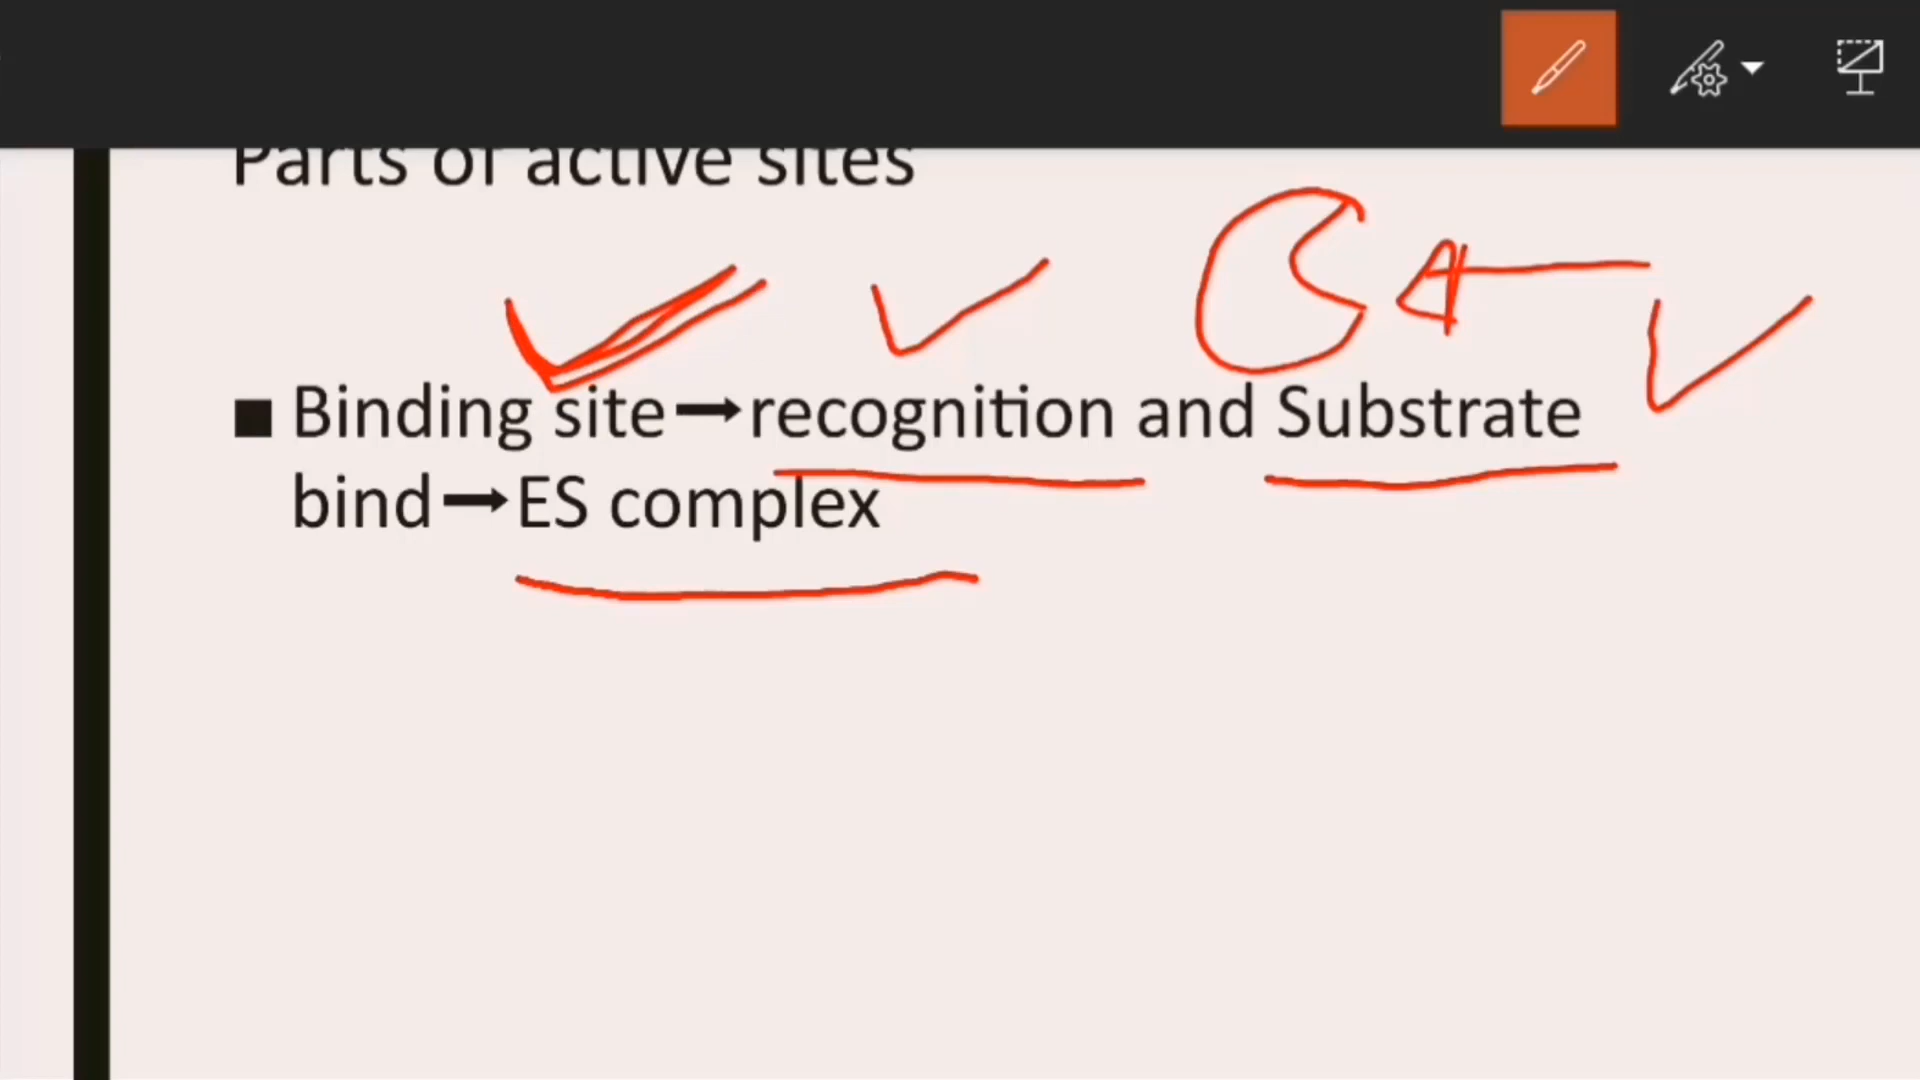 Parts of active sites
■ Binding site→recognition and Substrate
bind→ES complex